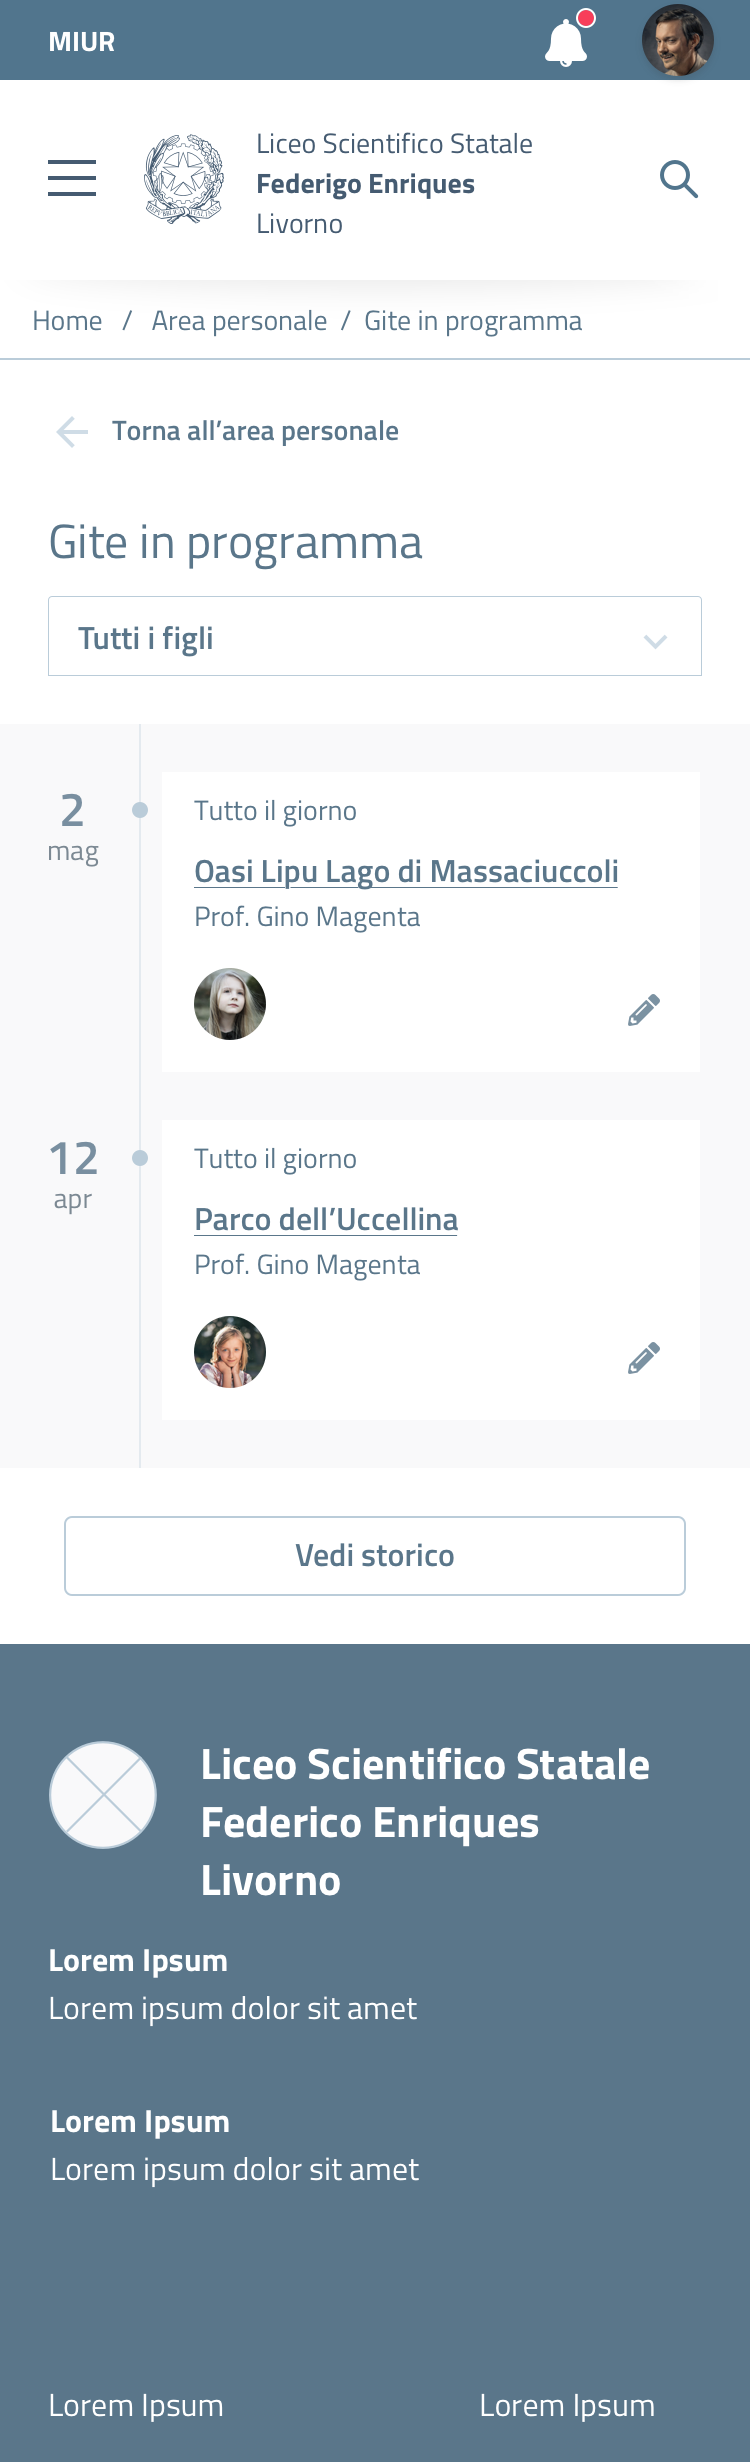 MIUR
Liceo Scientifico Statale
Federigo Enriques
Livorno
REPVBBLICA ITALIANA
Home / Area personale / Gite in programma
Torna all’area personale
Gite in programma
Tutti i figli
2
mag
Tutto il giorno
Oasi Lipu Lago di Massaciuccoli
Prof. Gino Magenta
12
apr
Tutto il giorno
Parco dell’Uccellina
Prof. Gino Magenta
Vedi storico
Liceo Scientifico Statale
Federico Enriques
Livorno
Lorem Ipsum
Lorem ipsum dolor sit amet
Lorem Ipsum
Lorem ipsum dolor sit amet
Lorem Ipsum
Lorem Ipsum